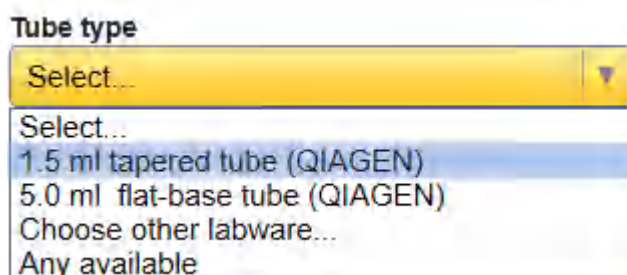 Tube type
Select...
Select...
1.5 ml tapered tube (QIAGEN)
5.0 ml  flat-base tube (QIAGEN)
Choose other labware...
Any available